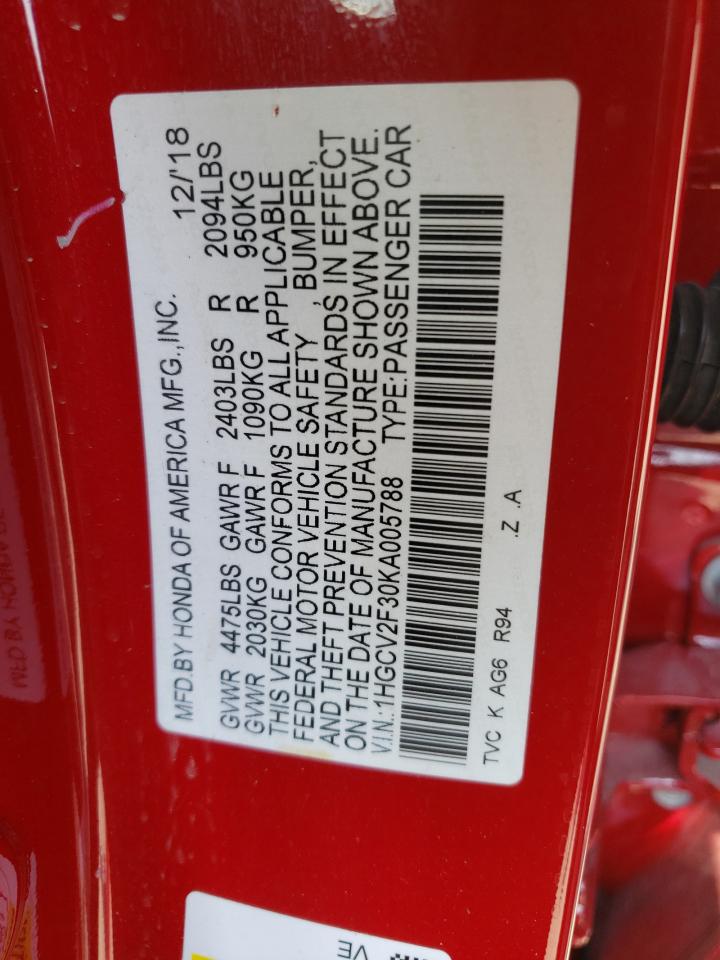 MFD.BY HONDA OF AMERICA MFG.,INC. 12/'18
GVWR 4475LBS GAWR F 2403LBS R 2094LBS
GVWR 2030KG GAWR F 1090KG R 950KG
THIS VEHICLE CONFORMS TO ALL APPLICABLE
FEDERAL MOTOR VEHICLE SAFETY , BUMPER,
AND THEFT PREVENTION STANDARDS IN EFFECT
ON THE DATE OF MANUFACTURE SHOWN ABOVE.
V.I.N.:1HGCV2F30KA005788 TYPE:PASSENGER CAR
TVC K AG6 R94 .Z .A
VE